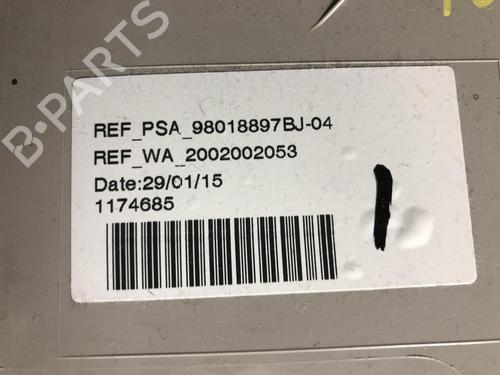 B-PARTS
REF_PSA_98018897BJ-04
REF_WA_2002002053
Date:29/01/15
1174685